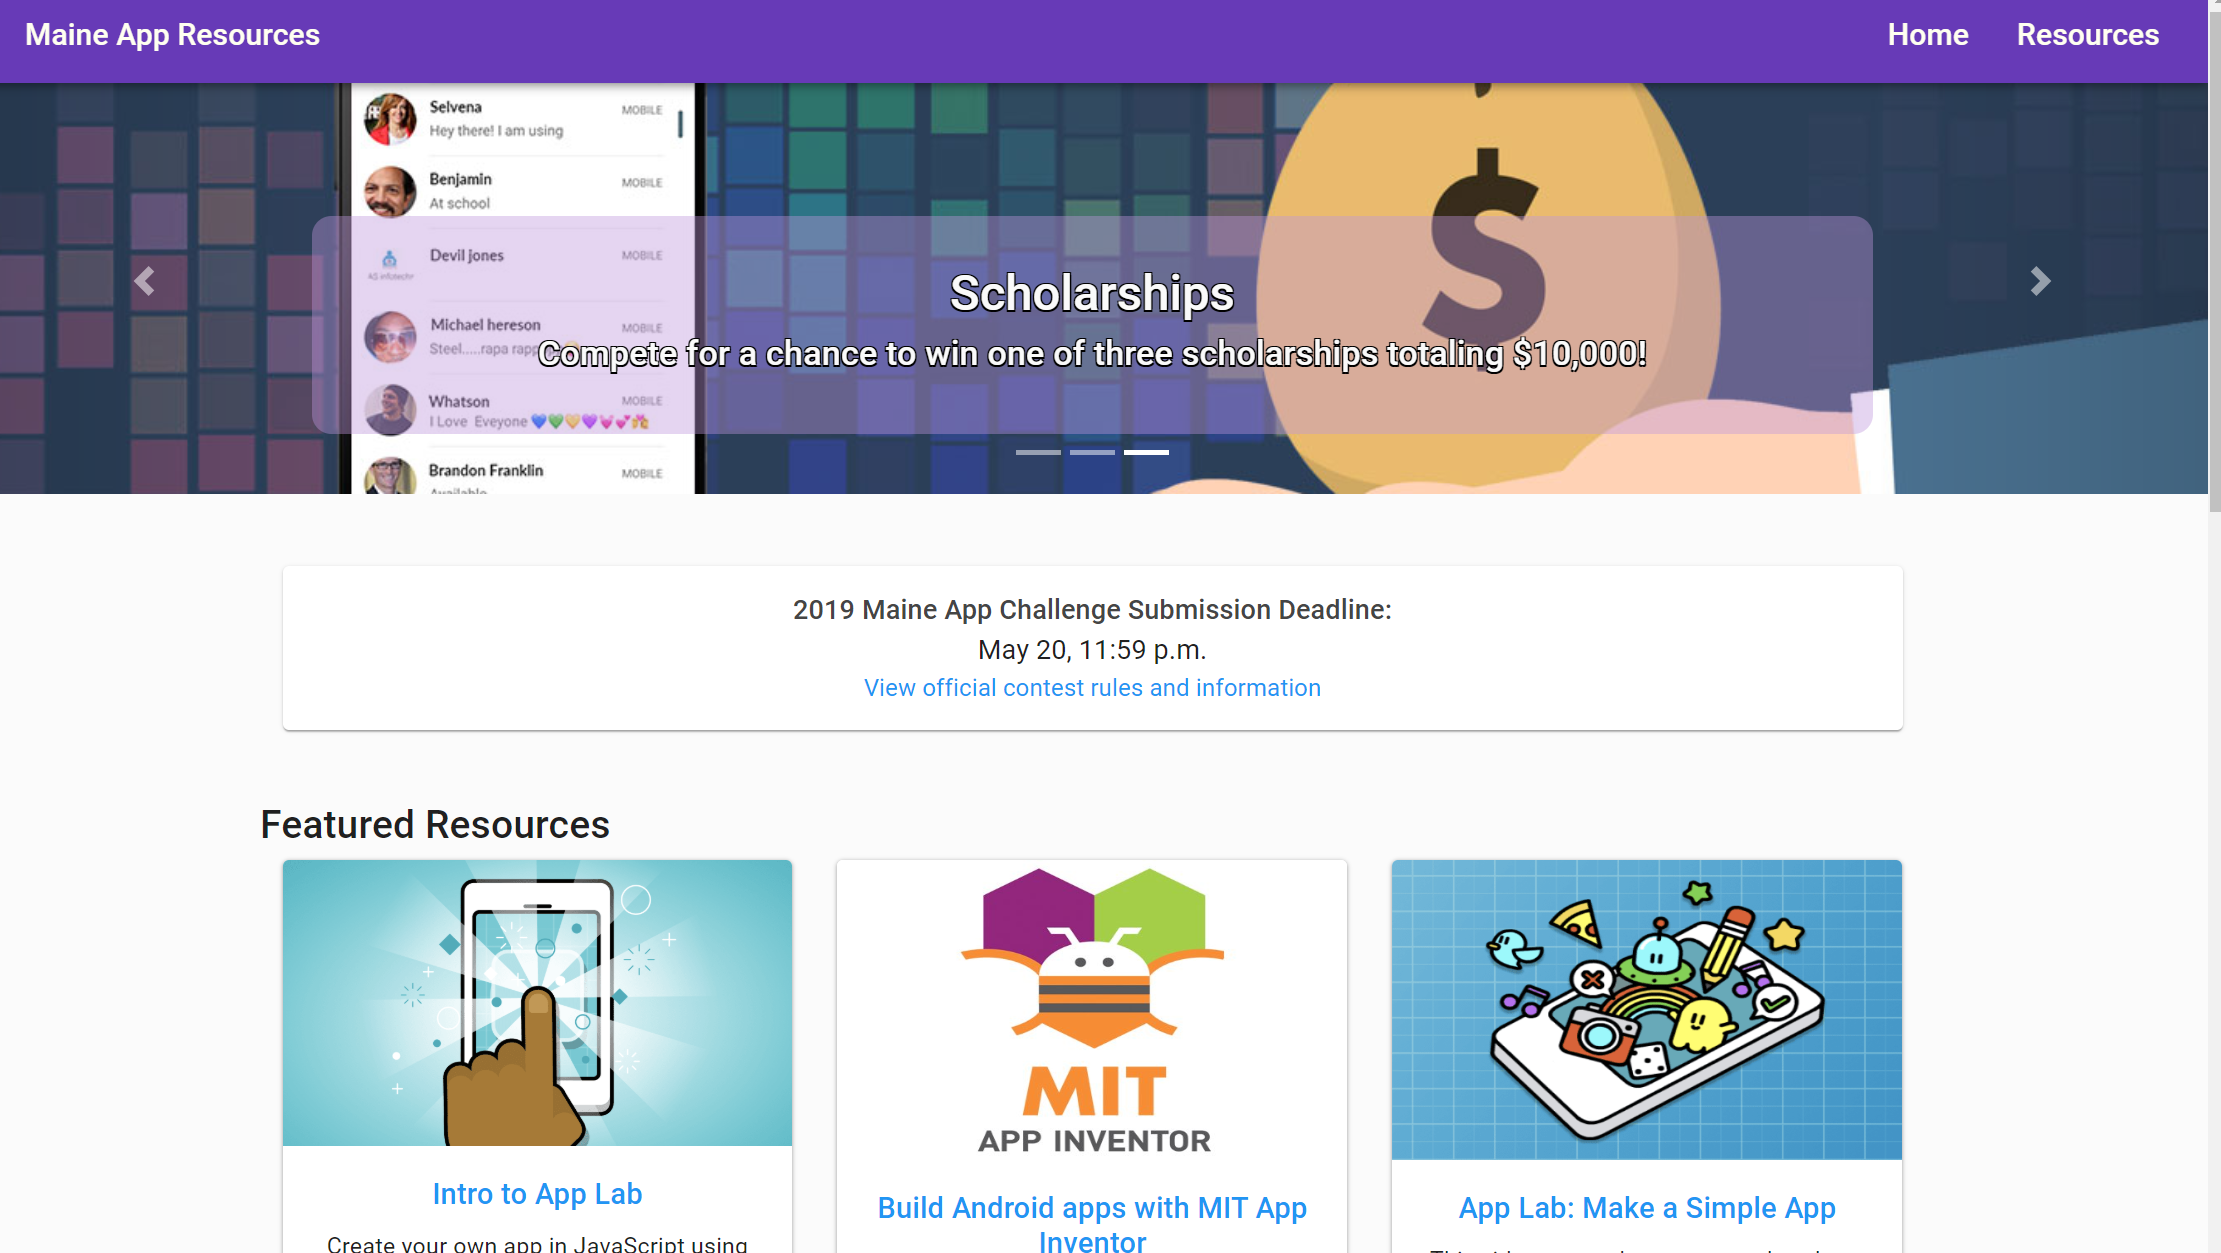 Maine App Resources
Home
Resources
Selvena
MOBILE
Hey there! I am using
Benjamin
MOBILE
At school
Devil jones
MOBILE
Michael hereson
MOBILE
Steel.....rapa
Whatson
MOBILE
I Love Eveyone 💙💚💛💜💓💕💏
Brandon Franklin
MOBILE
$
Scholarships
Compete for a chance to win one of three scholarships totaling $10,000!
2019 Maine App Challenge Submission Deadline:
May 20, 11:59 p.m.
View official contest rules and information
Featured Resources
MIT
APP INVENTOR
Intro to App Lab
Build Android apps with MIT App
Inventor
App Lab: Make a Simple App
Create your own app in JavaScript using